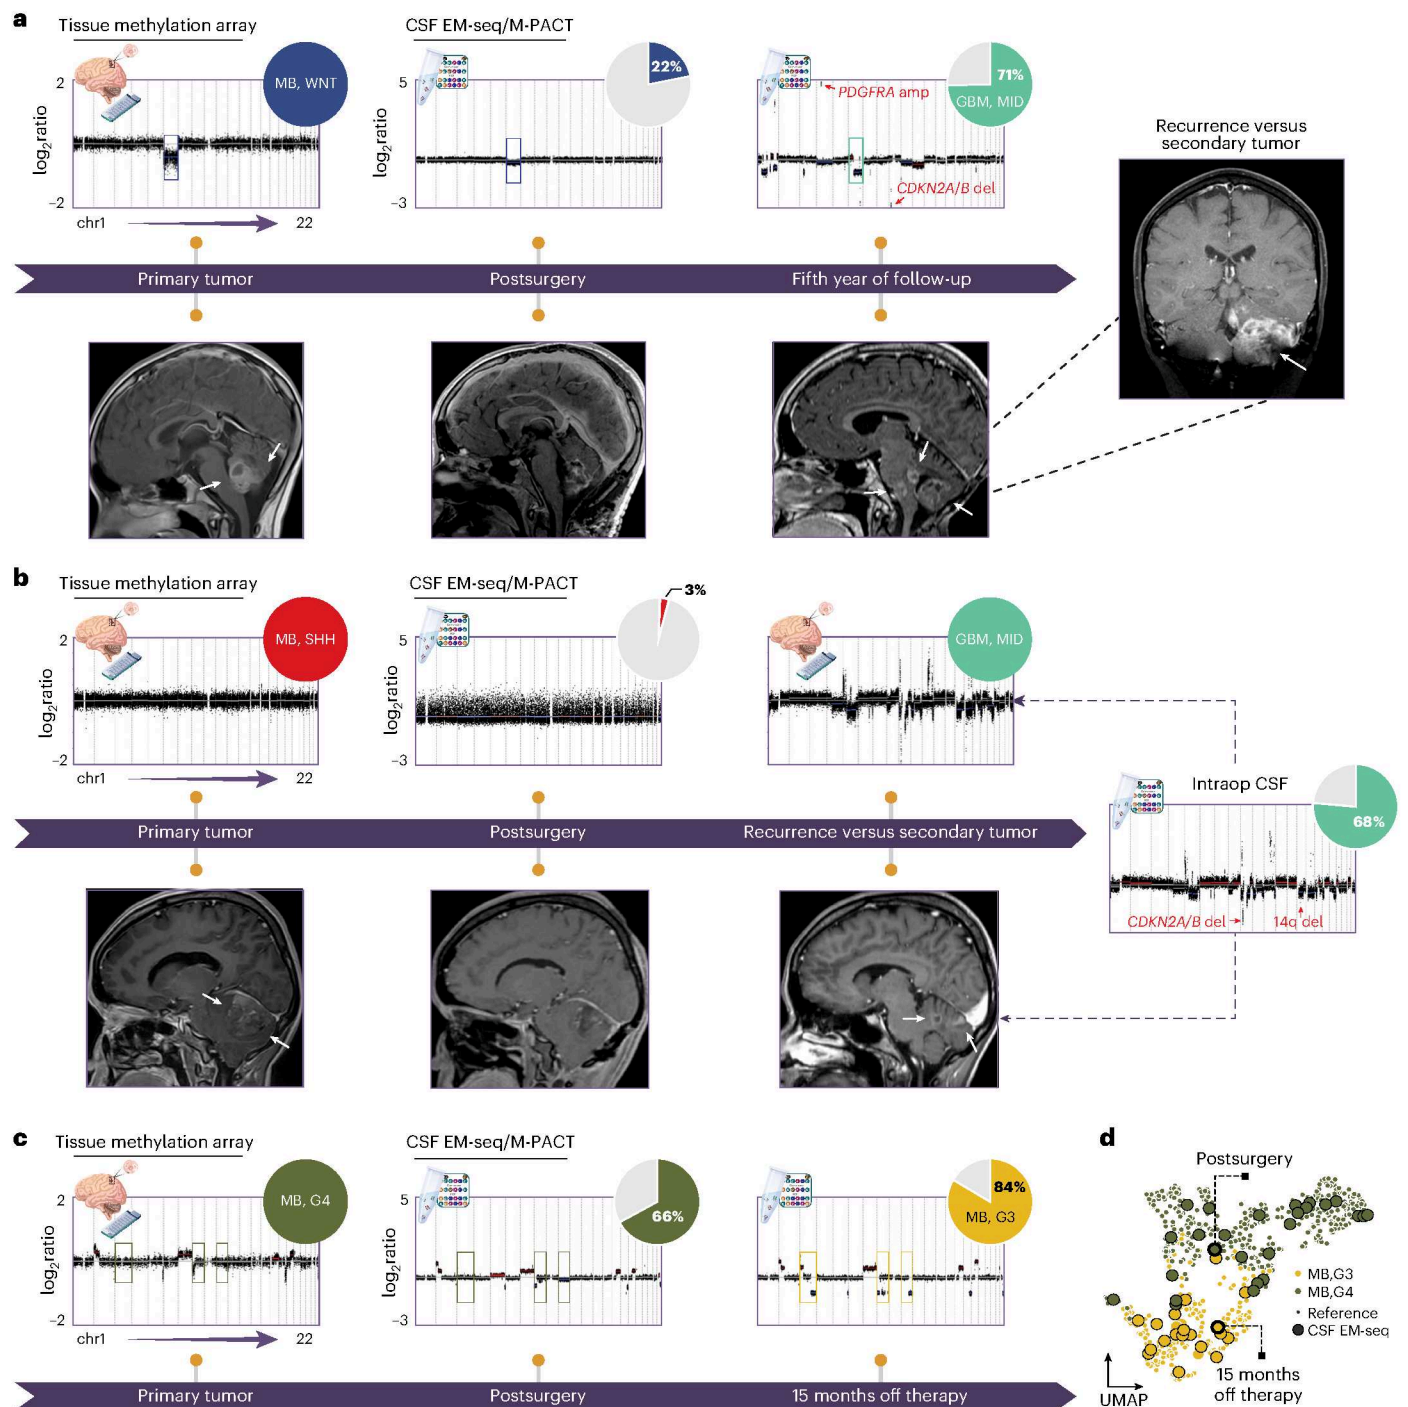 a
Tissue methylation array
CSF EM-seq/M-PACT
MB, WNT
22%
71%
GBM, MID
PDGFRA amp
CDKN2A/B del
2
log2ratio
–2
5
log2ratio
–3
chr1
22
Recurrence versus
secondary tumor
Primary tumor
Postsurgery
Fifth year of follow-up
b
Tissue methylation array
CSF EM-seq/M-PACT
MB, SHH
3%
GBM, MID
2
log2ratio
–2
5
log2ratio
–3
chr1
22
Intraop CSF
68%
CDKN2A/B del
14q del
Primary tumor
Postsurgery
Recurrence versus secondary tumor
c
Tissue methylation array
CSF EM-seq/M-PACT
MB, G4
66%
84%
MB, G3
2
log2ratio
–2
5
log2ratio
–3
chr1
22
Primary tumor
Postsurgery
15 months off therapy
d
Postsurgery
MB,G3
MB,G4
Reference
CSF EM-seq
UMAP
15 months
off therapy